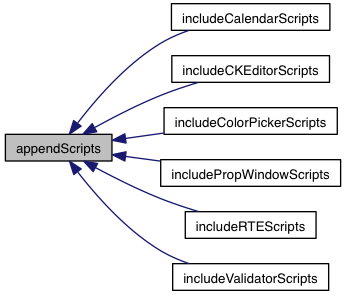 includeCalendarScripts
includeCKEditorScripts
includeColorPickerScripts
appendScripts
includePropWindowScripts
includeRTEScripts
includeValidatorScripts